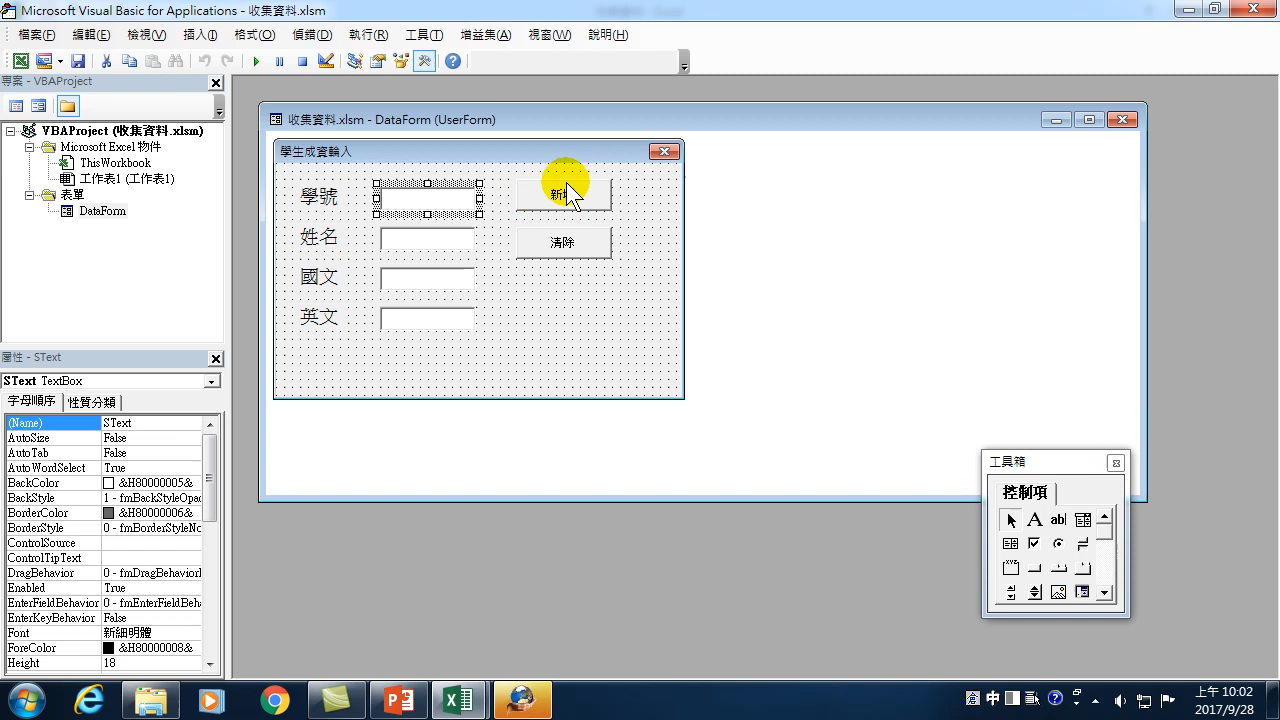 Microsoft Visual Basic for Applications - 收集資料.xlsm
檔案(F) 編輯(E) 檢視(V) 插入(I) 格式(O) 偵錯(D) 執行(R) 工具(T) 增益集(A) 視窗(W) 說明(H)
專案 - VBAProject
VBAProject (收集資料.xlsm)
Microsoft Excel 物件
ThisWorkbook
工作表1 (工作表1)
表單
DataForm
收集資料.xlsm - DataForm (UserForm)
學生成資輸入
學號
新
姓名
清除
國文
英文
屬性 - SText
SText TextBox
字母順序 性質分類
(Name) SText
AutoSize False
AutoTab False
AutoWordSelect True
BackColor &H80000005&
BackStyle 1 - fmBackStyleOpa
BorderColor &H80000006&
BorderStyle 0 - fmBorderStyleNo
ControlSource
ControlTipText
DragBehavior 0 - fmDragBehavior
Enabled True
EnterFieldBehavior 0 - fmEnterFieldBeha
EnterKeyBehavior False
Font 新細明體
ForeColor &H80000008&
Height 18
工具箱
控制項
A ab
中
上午 10:02
2017/9/28